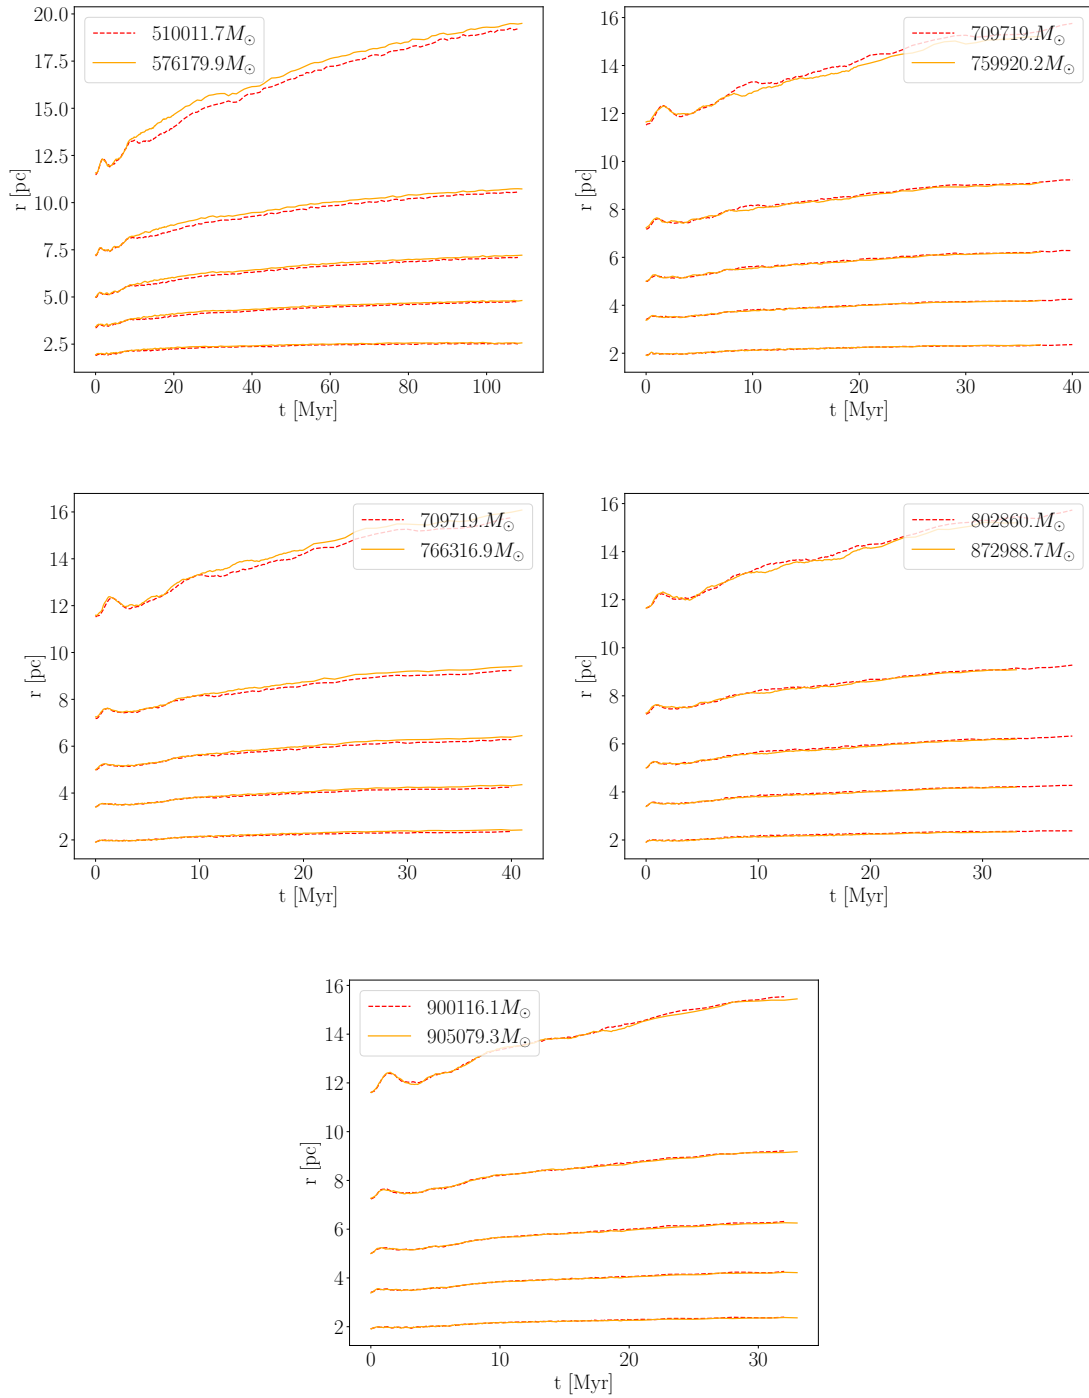 510011.7M⊙
576179.9M⊙
20.0
17.5
15.0
12.5
10.0
7.5
5.0
2.5
r [pc]
0 20 40 60 80 100
t [Myr]
709719.M⊙
759920.2M⊙
16
14
12
10
8
6
4
2
r [pc]
0 10 20 30 40
t [Myr]
709719.M⊙
766316.9M⊙
16
14
12
10
8
6
4
2
r [pc]
0 10 20 30 40
t [Myr]
802860.M⊙
872988.7M⊙
16
14
12
10
8
6
4
2
r [pc]
0 10 20 30
t [Myr]
900116.1M⊙
905079.3M⊙
16
14
12
10
8
6
4
2
r [pc]
0 10 20 30
t [Myr]